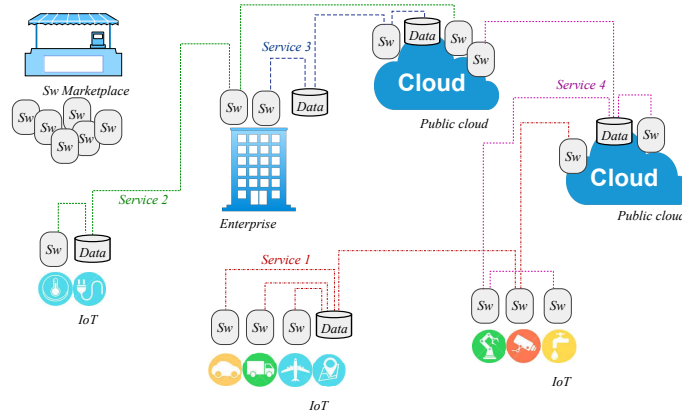 Data
Sw
Sw
Sw
Service 3
Cloud
Sw Marketplace
Sw
Sw
Data
Service 4
Sw
Sw
Sw
Sw
Sw
Sw
Public cloud
Data
Sw
Sw
Cloud
Service 2
Enterprise
Public cloud
Sw
Data
Service 1
IoT
Sw
Sw
Sw
Data
Sw
Sw
Sw
IoT
IoT